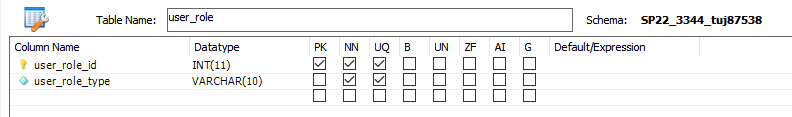 Table Name: user_role Schema: SP22_3344_tuj87538
Column Name Datatype PK NN UQ B UN ZF AI G Default/Expression
user_role_id INT(11)
user_role_type VARCHAR(10)